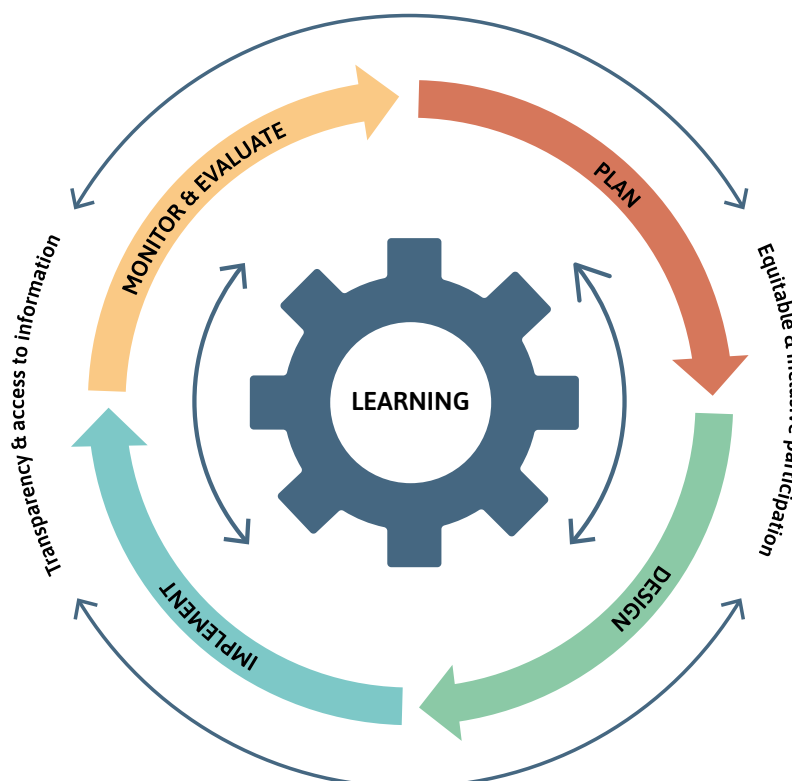 MONITOR & EVALUATE
PLAN
Transparency & access to information
LEARNING
Equitable & participation
IMPLEMENT
DESIGN